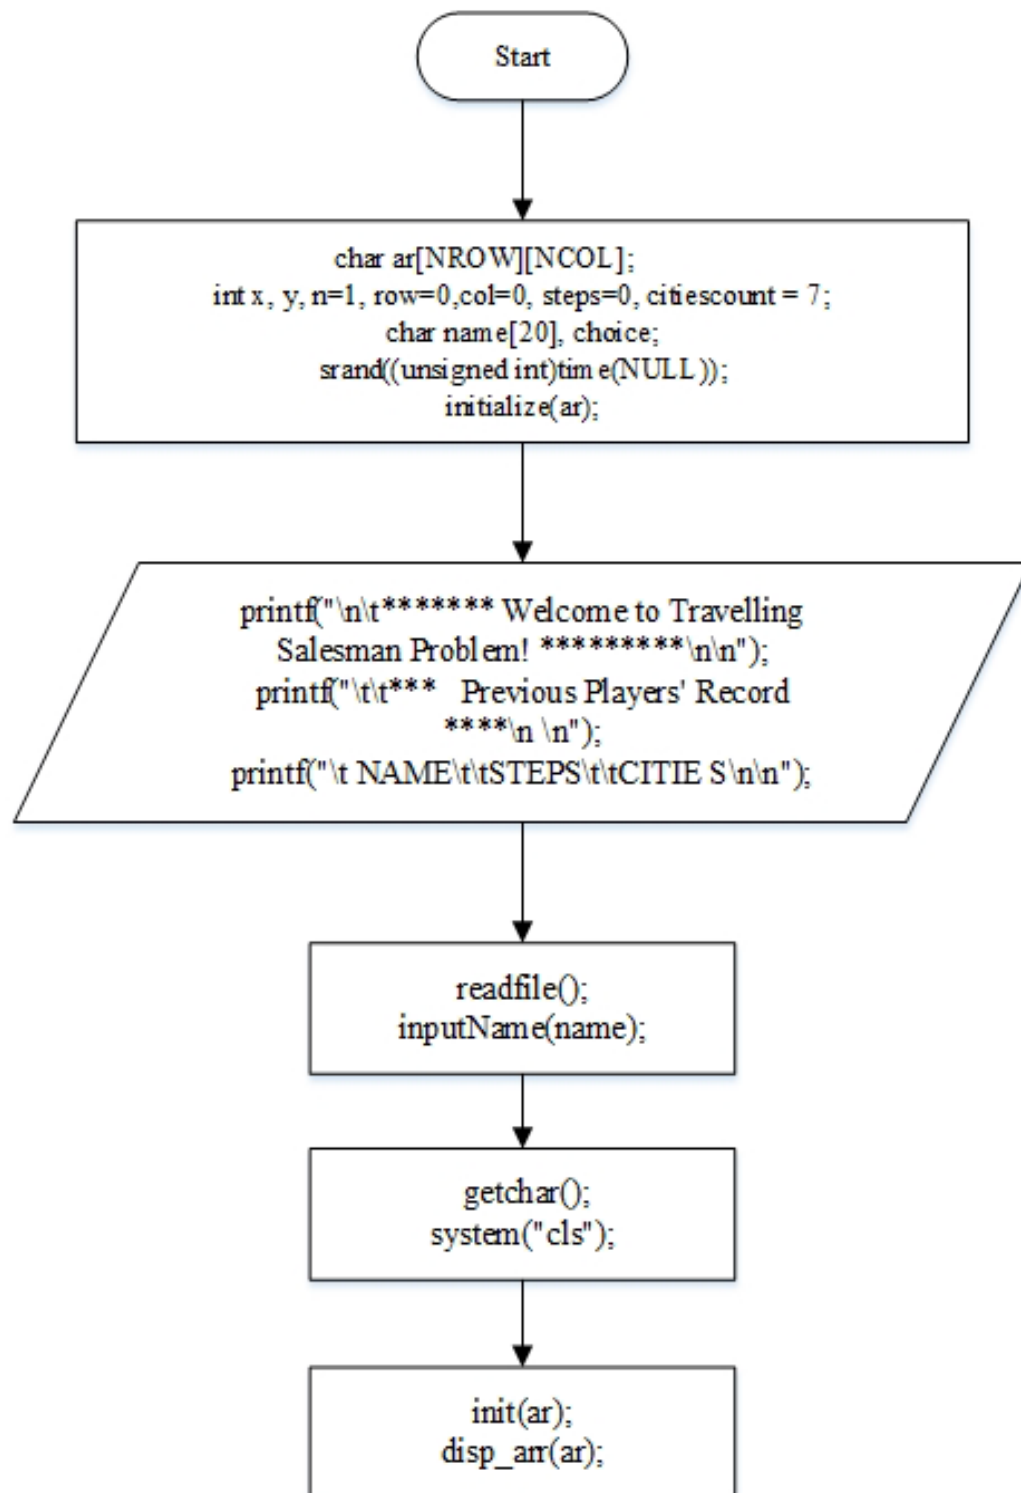 Start
char ar[NROW][NCOL];
int x, y, n=1, row=0,col=0, steps=0, citiescount = 7;
char name[20], choice;
srand((unsigned int)time(NULL));
initialize(ar);
printf("\n\t******* Welcome to Travelling
Salesman Problem! *********\n\n");
printf("\t\t*** Previous Players' Record
****\n \n");
printf("\t NAME\t\tSTEPS\t\tCITIE S\n\n");
readfile();
inputName(name);
getchar();
system("cls");
init(ar);
disp_arr(ar);